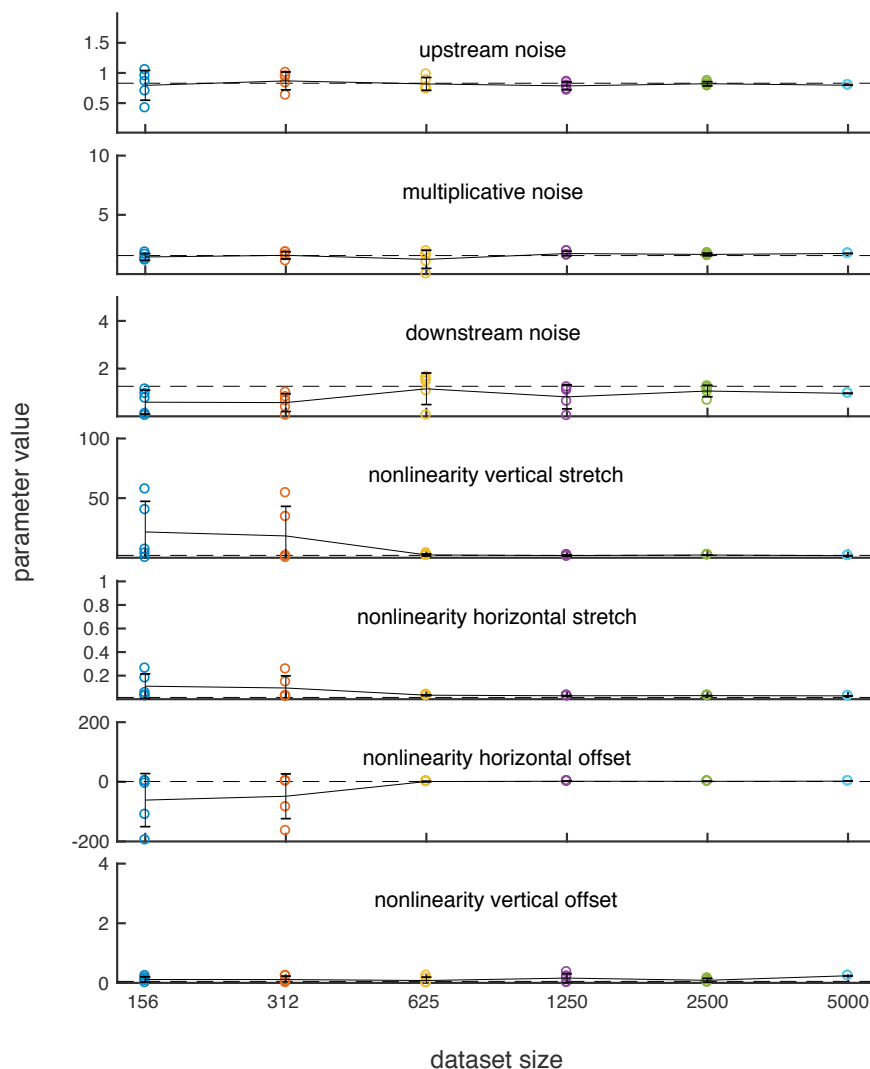 1.5
upstream noise
1
0.5
10
multiplicative noise
5
4
downstream noise
2
100
nonlinearity vertical stretch
50
1
0.8
nonlinearity horizontal stretch
0.6
0.4
0.2
200
nonlinearity horizontal offset
0
-200
4
nonlinearity vertical offset
2
0
156 312 625 1250 2500 5000
dataset size
parameter value